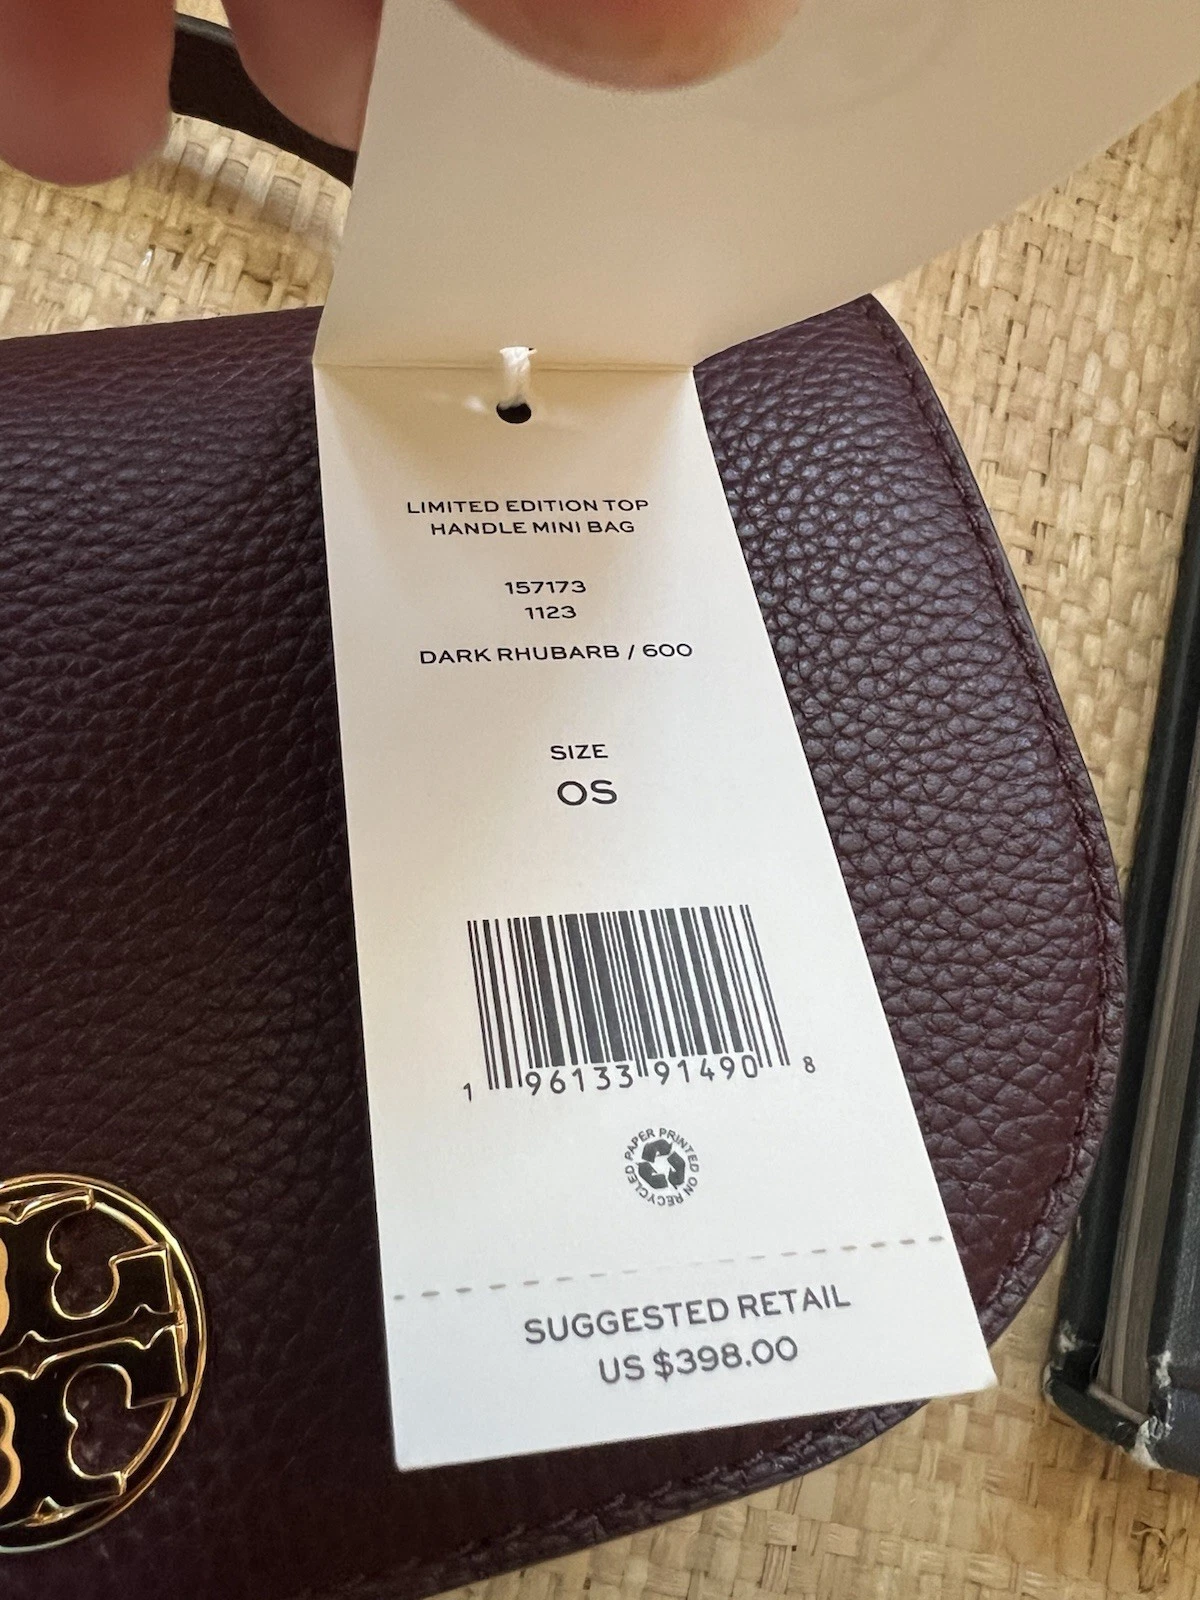 LIMITED EDITION TOP
HANDLE MINI BAG
157173
1123
DARK RHUBARB / 600
SIZE
OS
1 96133 91490 8
PAPER PRINTED ON RECYCLED
SUGGESTED RETAIL
US $398.00